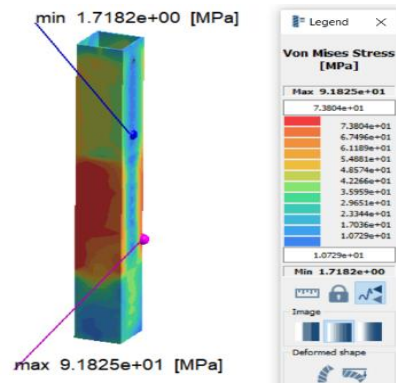 min 1.7182e+00 [MPa]
max 9.1825e+01 [MPa]
Legend
Von Mises Stress
[MPa]
Max 9.1825e+01
7.3804e+01
7.3804e+01
6.7496e+01
6.1189e+01
5.4881e+01
4.8574e+01
4.2266e+01
3.5959e+01
2.9651e+01
2.3344e+01
1.7036e+01
1.0729e+01
1.0729e+01
Min 1.7182e+00
Image
Deformed shape